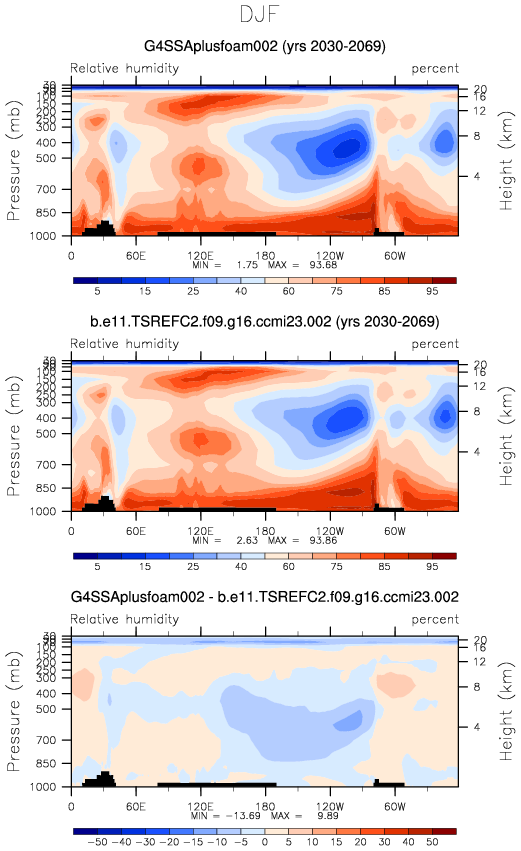 DJF
G4SSAplusfoam002 (yrs 2030-2069)
Relative humidity percent
Pressure (mb)
30
100
150
200
250
300
400
500
700
850
1000
20
16
12
8
4
Height (km)
0 60E 120E 180 120W 60W
MIN = 1.75 MAX = 93.68
5 15 25 40 60 75 85 95
b.e11.TSREFC2.f09.g16.ccmi23.002 (yrs 2030-2069)
Relative humidity percent
Pressure (mb)
30
100
150
200
250
300
400
500
700
850
1000
20
16
12
8
4
Height (km)
0 60E 120E 180 120W 60W
MIN = 2.63 MAX = 93.86
5 15 25 40 60 75 85 95
G4SSAplusfoam002 - b.e11.TSREFC2.f09.g16.ccmi23.002
Relative humidity percent
Pressure (mb)
30
100
150
200
250
300
400
500
700
850
1000
20
16
12
8
4
Height (km)
0 60E 120E 180 120W 60W
MIN = -13.69 MAX = 9.89
-50 -40 -30 -20 -15 -10 -5 0 5 10 15 20 30 40 50